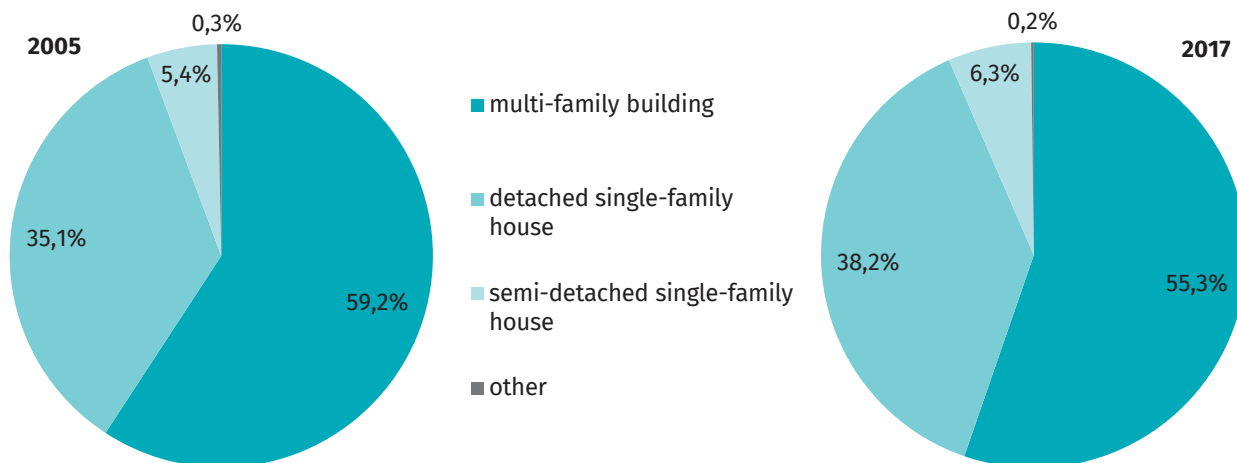 2005
0,3%
5,4%
35,1%
59,2%
multi-family building
detached single-family
house
semi-detached single-family
house
other
2017
0,2%
6,3%
38,2%
55,3%